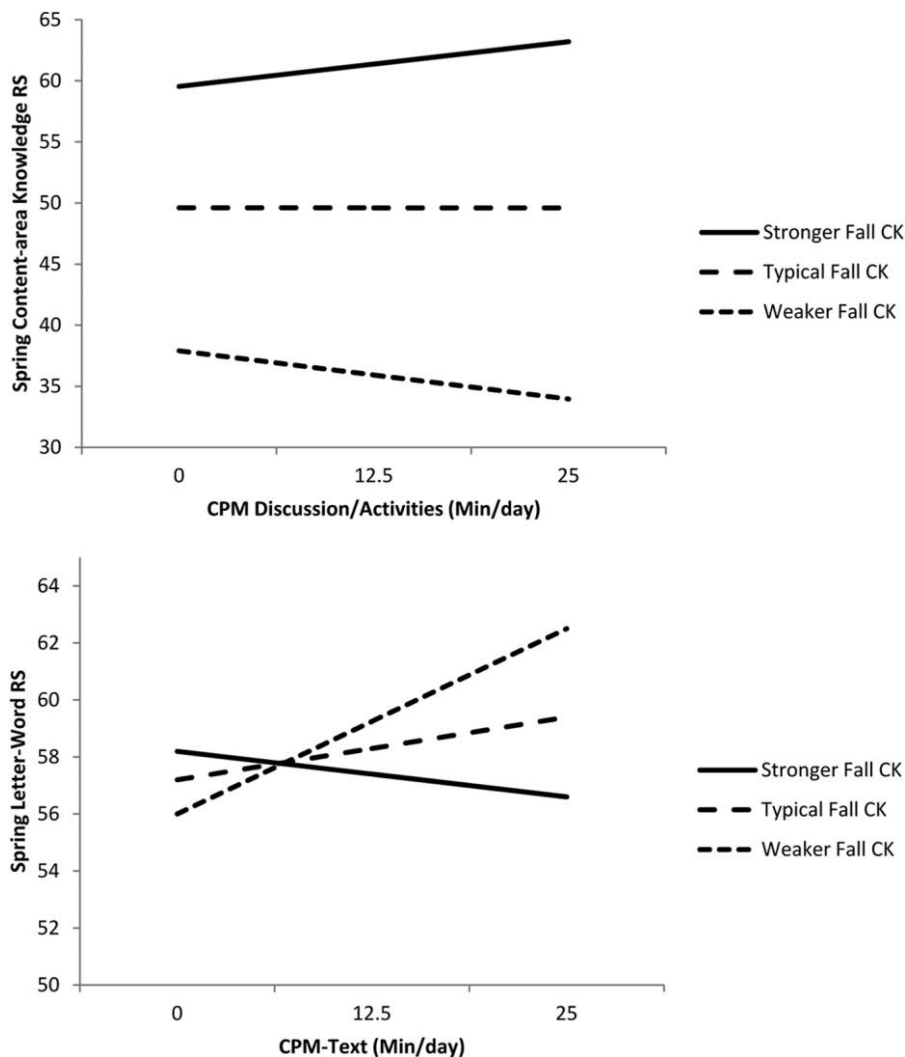 65
60
55
50
45
40
35
30
Spring Content-area Knowledge RS
0 12.5 25
CPM Discussion/Activities (Min/day)
Stronger Fall CK
Typical Fall CK
Weaker Fall CK
64
62
60
58
56
54
52
50
Spring Letter-Word RS
0 12.5 25
CPM-Text (Min/day)
Stronger Fall CK
Typical Fall CK
Weaker Fall CK